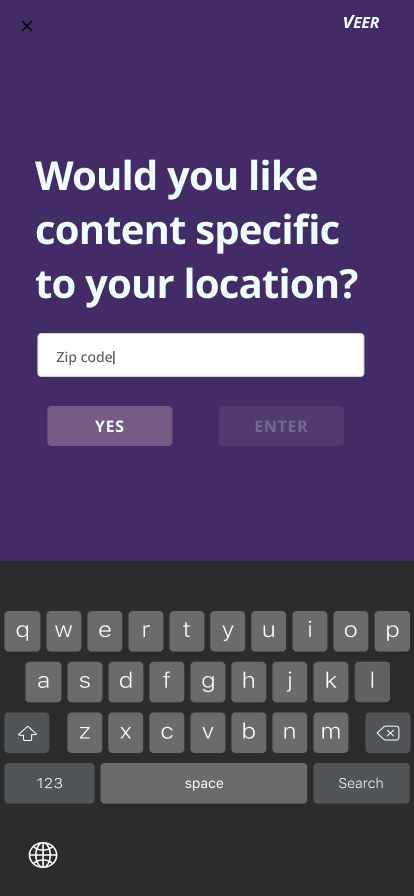 VEER
Would you like
content specific
to your location?
Zip code
YES ENTER
q w e r t y u i o p
a s d f g h j k l
z x c v b n m
123 space Search